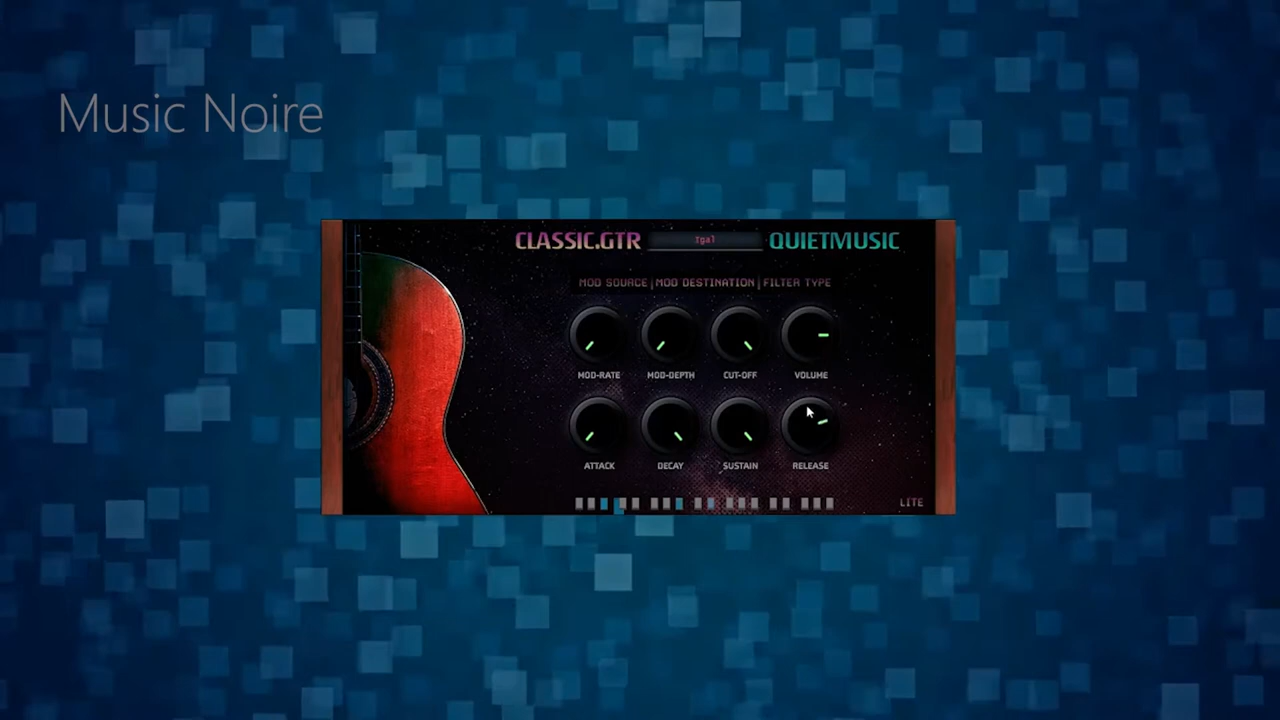 Music Noire
CLASSIC.GTR
QUIETMUSIC
MOD SOURCE | MOD DESTINATION | FILTER TYPE
MOD-RATE MOD-DEPTH CUT-OFF VOLUME
ATTACK DECAY SUSTAIN RELEASE
LITE